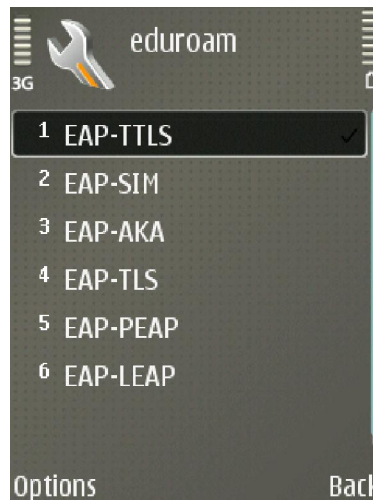 eduroam
3G
1 EAP-TTLS
2 EAP-SIM
3 EAP-AKA
4 EAP-TLS
5 EAP-PEAP
6 EAP-LEAP
Options Back